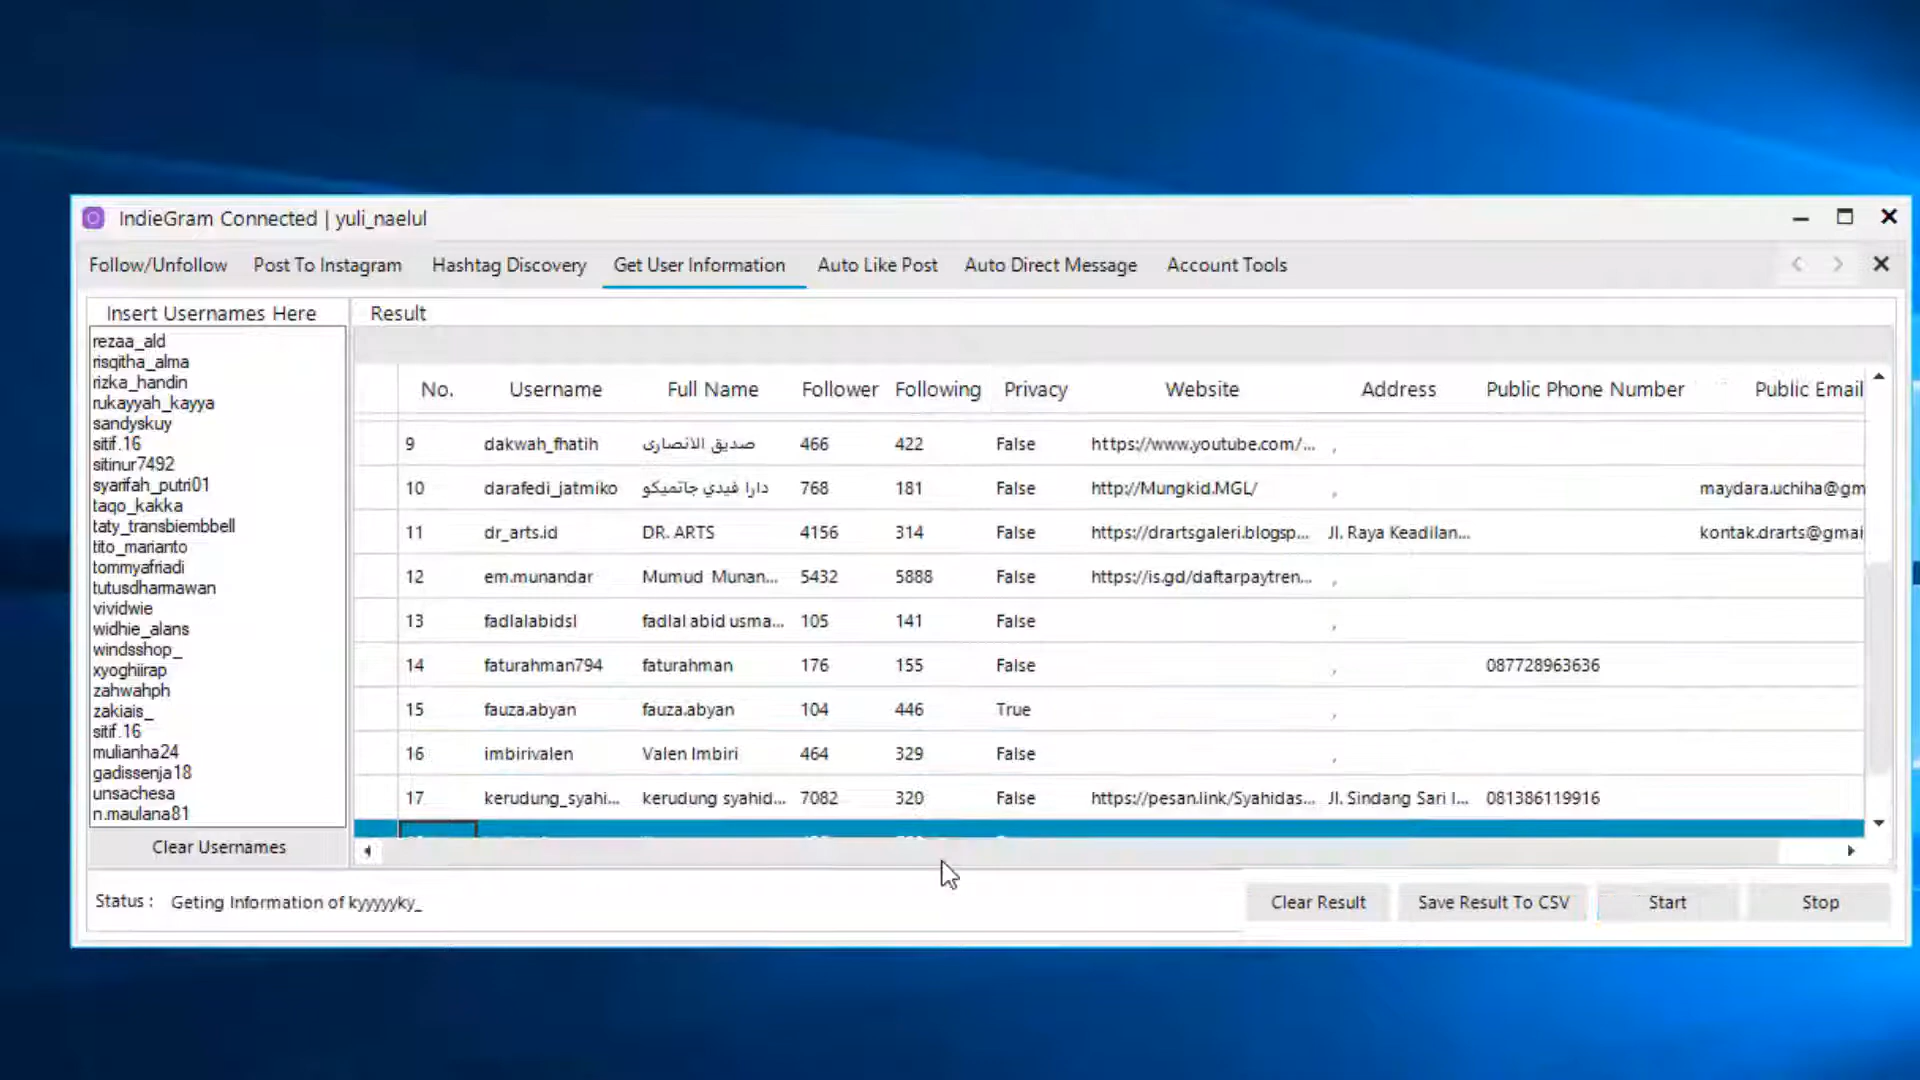 IndieGram Connected | yuli_naelul
Follow/Unfollow Post To Instagram Hashtag Discovery Get User Information Auto Like Post Auto Direct Message Account Tools
Insert Usernames Here
rezaa_ald
risqitha_alma
rizka_handin
rukayyah_kayya
sandyskuy
sitif.16
sitinur7492
syarifah_putri01
taqo_kakka
taty_transbiembbell
tito_marianto
tommyafriadi
tutusdharmawan
vividwie
widhie_alans
windsshop_
xyoghiirap
zahwahph
zakiais_
sitif.16
mulianha24
gadissenja18
unsachesa
n.maulana81
Clear Usernames
Result
No. Username Full Name Follower Following Privacy Website Address Public Phone Number Public Email
9 dakwah_fhatih صديق الانصارى 466 422 False https://www.youtube.com/... ,
10 darafedi_jatmiko دارا فيدي جاتميكو 768 181 False http://Mungkid.MGL/ , maydara.uchiha@gm
11 dr_arts.id DR. ARTS 4156 314 False https://drartsgaleri.blogsp... Jl. Raya Keadilan... kontak.drarts@gmai
12 em.munandar Mumud Munan... 5432 5888 False https://is.gd/daftarpaytren... ,
13 fadlalabidsl fadlal abid usma... 105 141 False ,
14 faturahman794 faturahman 176 155 False , 087728963636
15 fauza.abyan fauza.abyan 104 446 True ,
16 imbirivalen Valen Imbiri 464 329 False ,
17 kerudung_syahi... kerudung syahid... 7082 320 False https://pesan.link/Syahidas... Jl. Sindang Sari I... 081386119916
Status : Geting Information of kyyyyyky_
Clear Result Save Result To CSV Start Stop